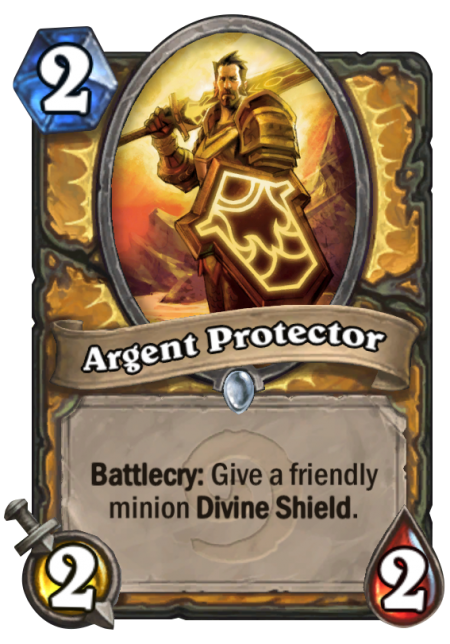 2
Argent Protector
Battlecry: Give a friendly
minion Divine Shield.
2
2